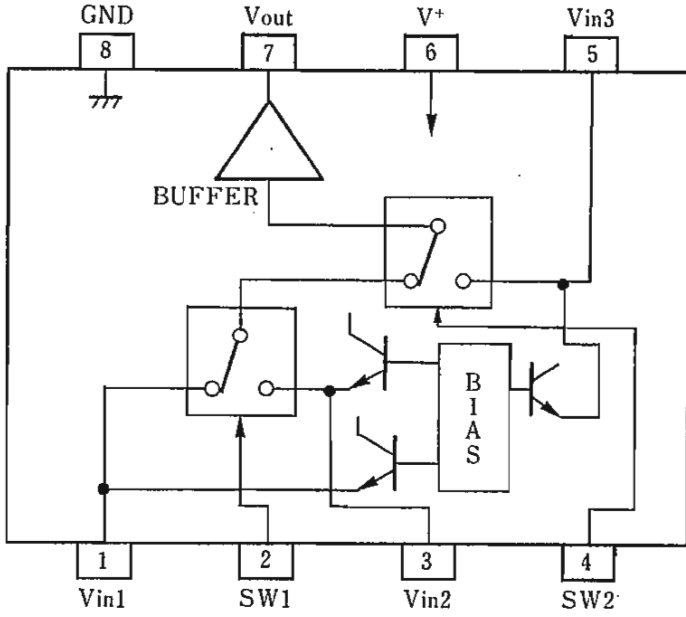 GND Vout V+ Vin3
8 7 6 5
BUFFER
B
I
A
S
1 2 3 4
Vin1 SW1 Vin2 SW2